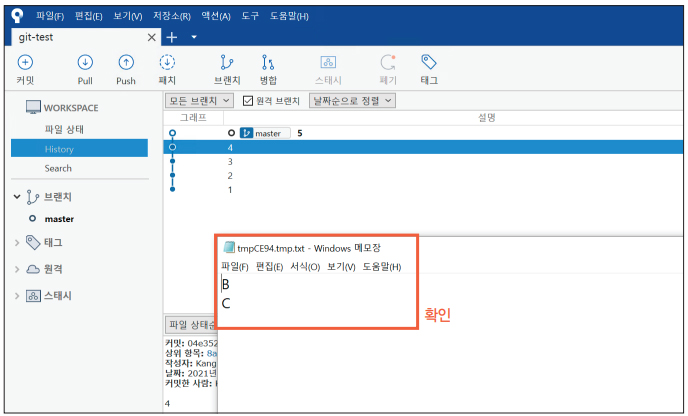 파일(F) 편집(E) 보기(V) 저장소(R) 액션(A) 도구 도움말(H)
git-test
커밋 Pull Push 패치 브랜치 병합 스태시 폐기 태그
WORKSPACE
파일 상태
History
Search
브랜치
master
태그
원격
스태시
모든 브랜치 원격 브랜치 날짜순으로 정렬
그래프 설명
master 5
4
3
2
1
tmpCE94.tmp.txt - Windows 메모장
파일(F) 편집(E) 서식(O) 보기(V) 도움말(H)
B
C
확인
파일 상태순
커밋: 04e352
상위 항목: 8a
작성자: Kang
날짜: 2021년
커밋한 사람:
4